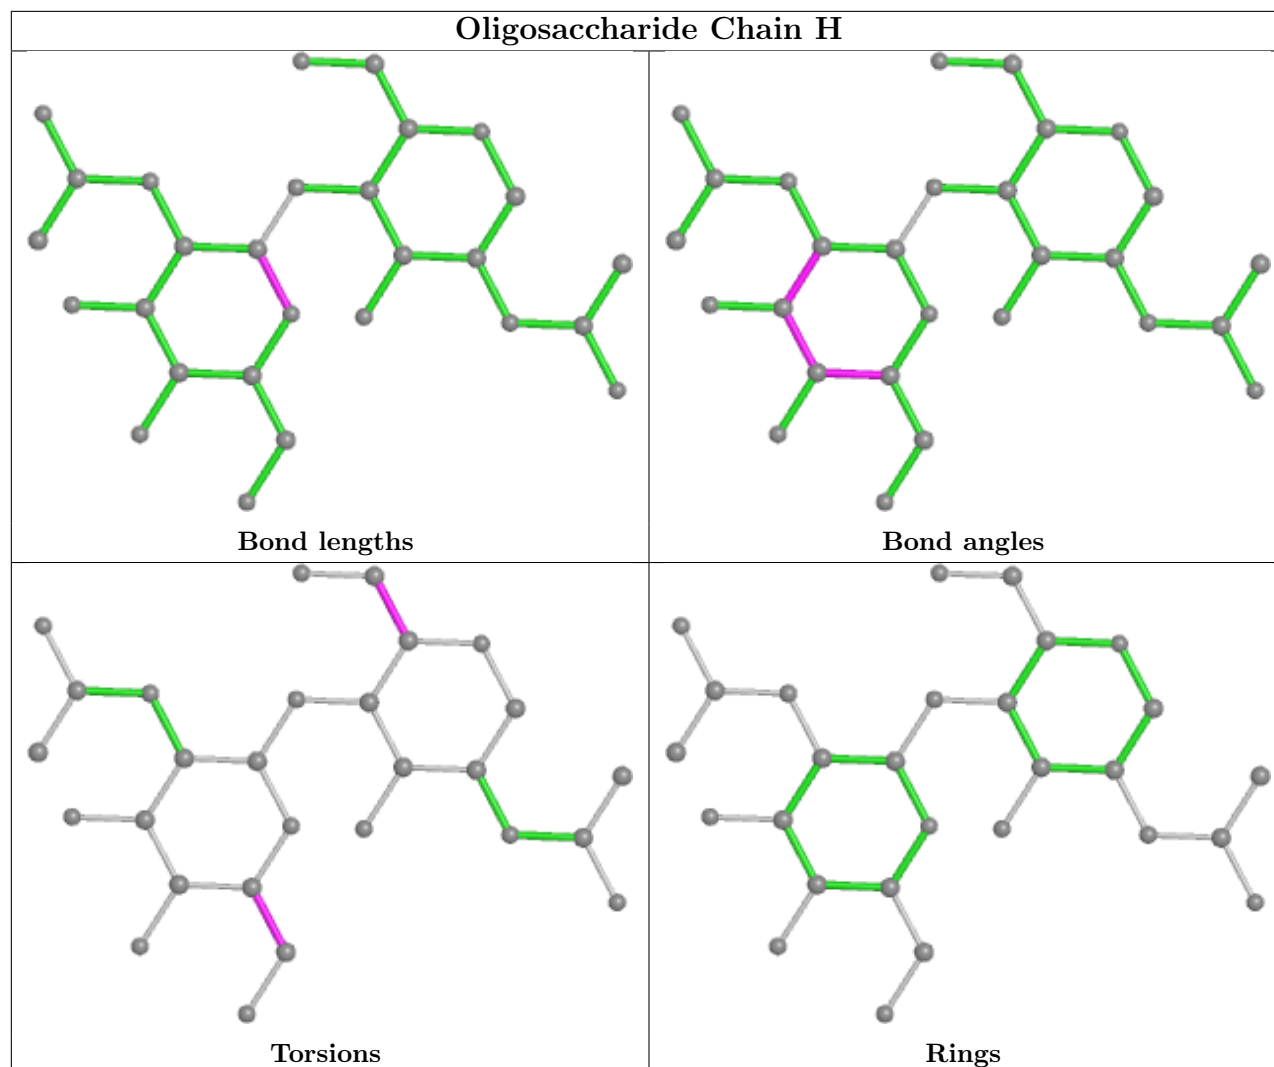 Oligosaccharide Chain H
Bond lengths
Bond angles
Torsions
Rings